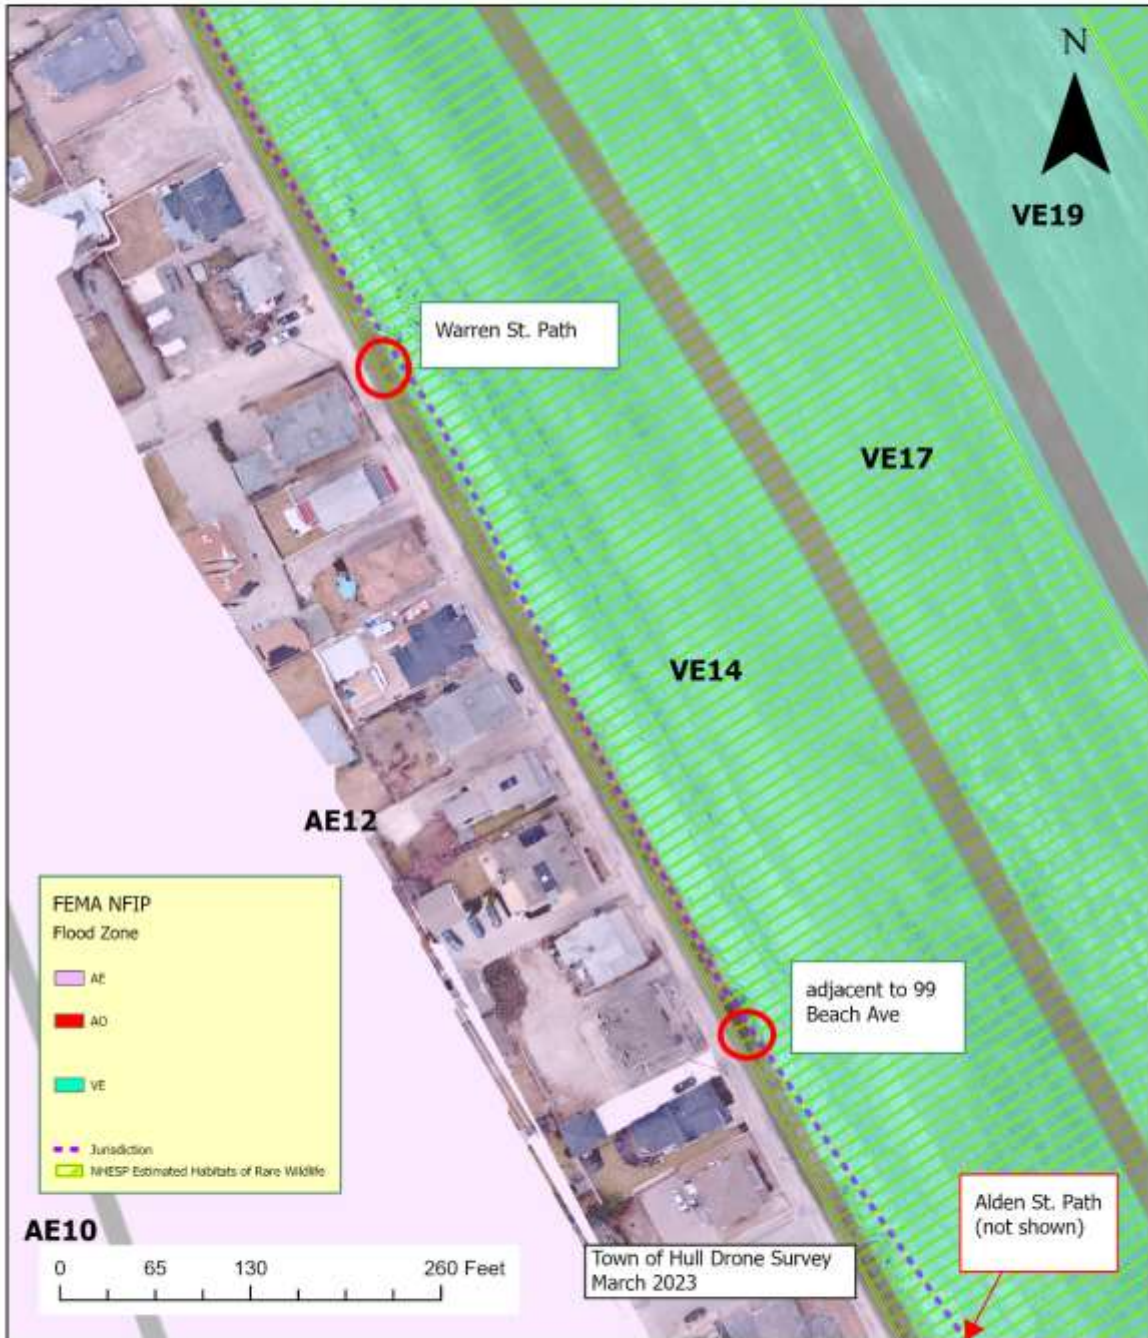 N
VE19
Warren St. Path
VE17
VE14
AE12
FEMA NFIP
Flood Zone
AE
AO
VE
Jurisdiction
NHESP Estimated Habitats of Rare Wildlife
adjacent to 99
Beach Ave
Alden St. Path
(not shown)
AE10
0 65 130 260 Feet
Town of Hull Drone Survey
March 2023